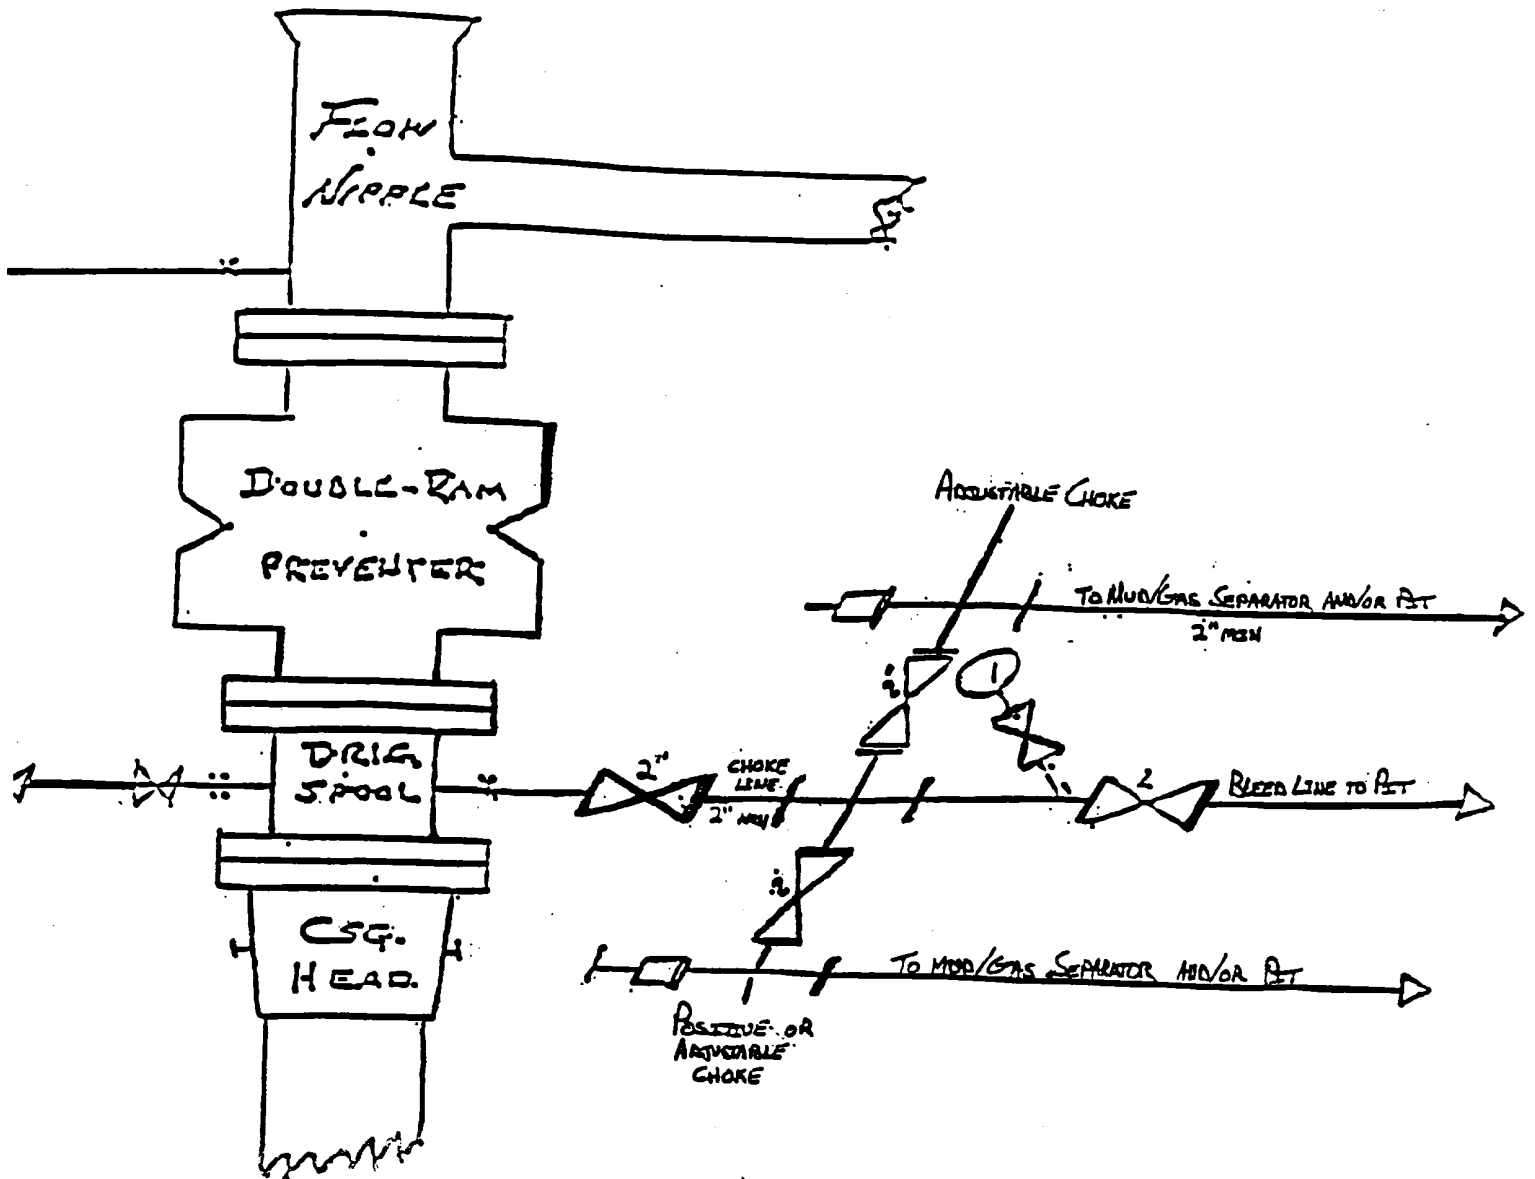 FLOW
NIPPLE
DOUBLE-RAM
PREVENTER
ADJUSTABLE CHOKE
TO MUD/GAS SEPARATOR AND/OR PIT
2" MIN
1
DRLG.
SPOOL
2"
CHOKE
LINE
2" MIN
2
BLEED LINE TO PIT
CSG.
HEAD.
TO MUD/GAS SEPARATOR AND/OR PIT
POSITIVE OR
ADJUSTABLE
CHOKE